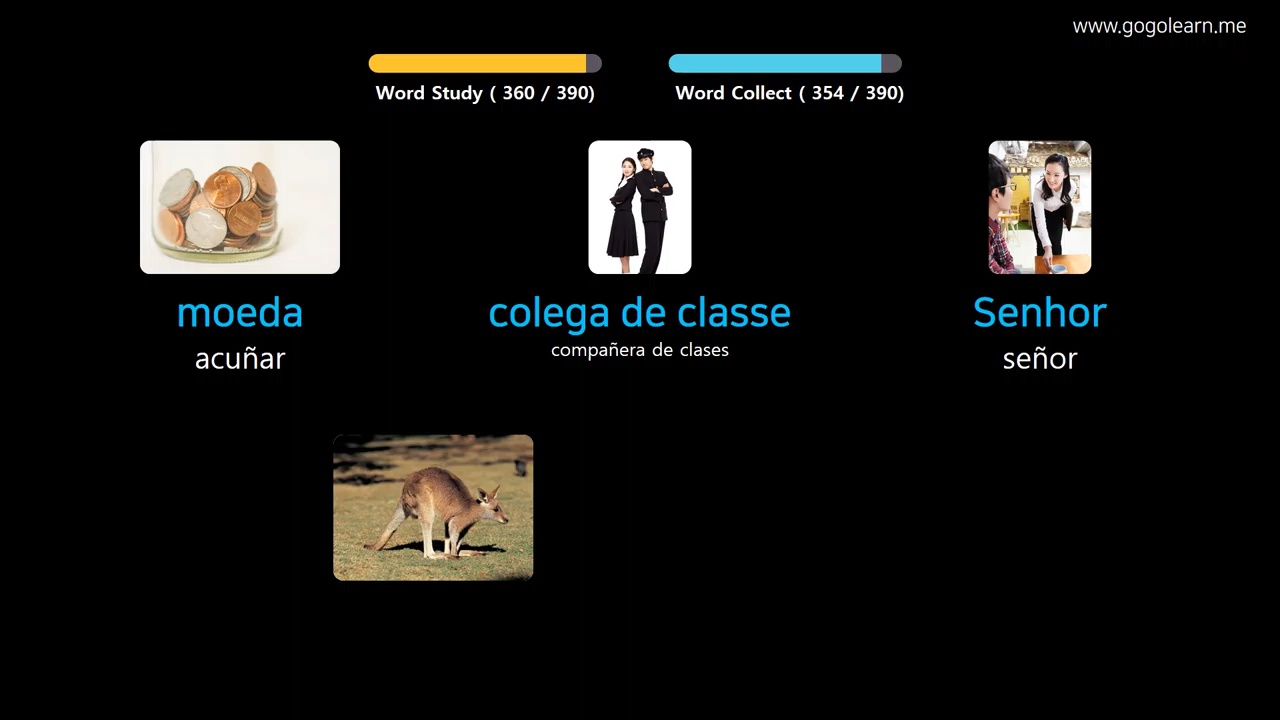 www.gogolearn.me
Word Study ( 360 / 390)
Word Collect ( 354 / 390)
moeda
acuñar
colega de classe
compañera de clases
Senhor
señor